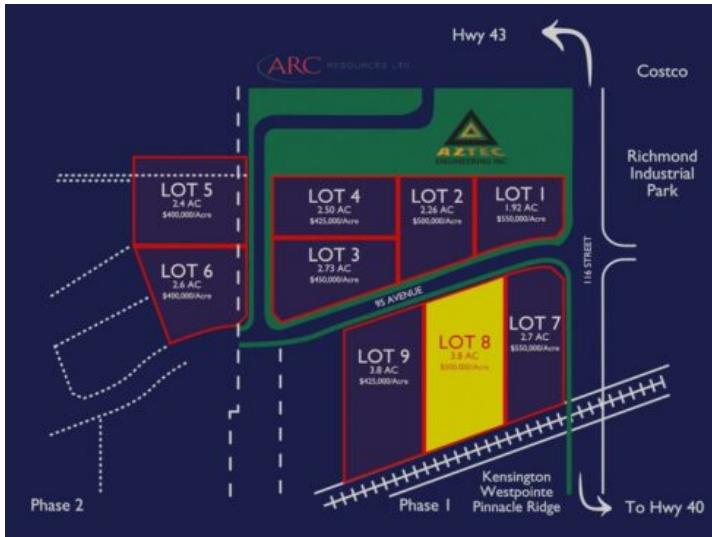 Hwy 43
ARC RESOURCES LTD.
Costco
AZTEC
ENGINEERING INC
Richmond
Industrial
Park
LOT 5
2.4 AC
$400,000/Acre
LOT 4
2.50 AC
$425,000/Acre
LOT 2
2.26 AC
$500,000/Acre
LOT 1
1.92 AC
$550,000/Acre
LOT 6
2.6 AC
$400,000/Acre
LOT 3
2.73 AC
$450,000/Acre
116 STREET
95 AVENUE
LOT 9
3.8 AC
$425,000/Acre
LOT 8
3.8 AC
$500,000/Acre
LOT 7
2.7 AC
$550,000/Acre
Phase 2
Phase 1
Kensington
Westpointe
Pinnacle Ridge
To Hwy 40